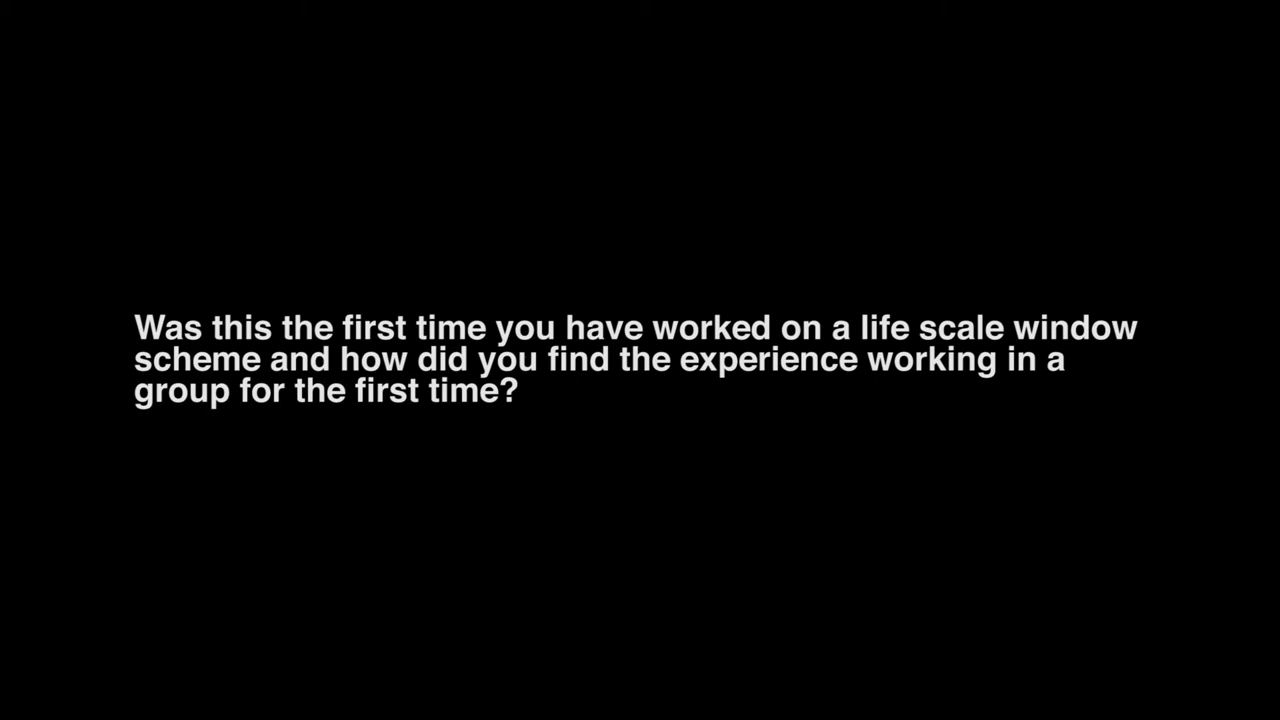 Was this the first time you have worked on a life scale window
scheme and how did you find the experience working in a
group for the first time?